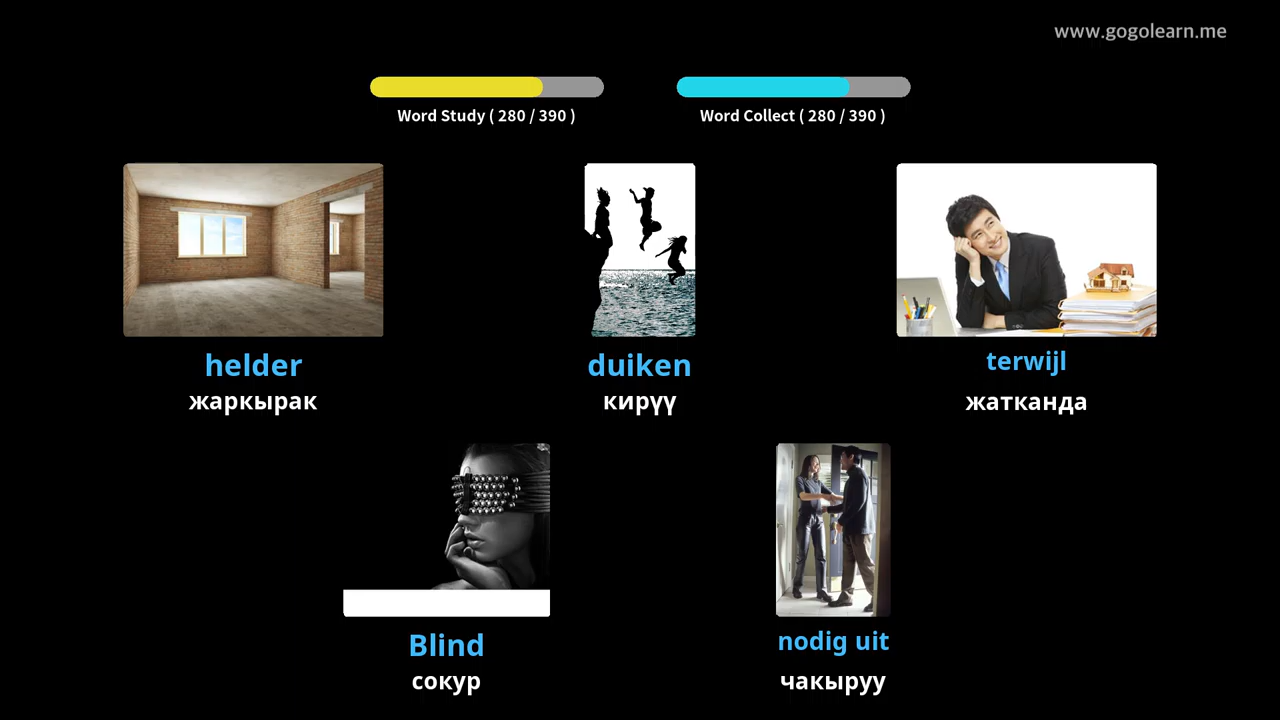 www.gogolearn.me
Word Study ( 280 / 390 )
Word Collect ( 280 / 390 )
helder
жаркырак
duiken
кирүү
terwijl
жатканда
Blind
сокур
nodig uit
чакыруу